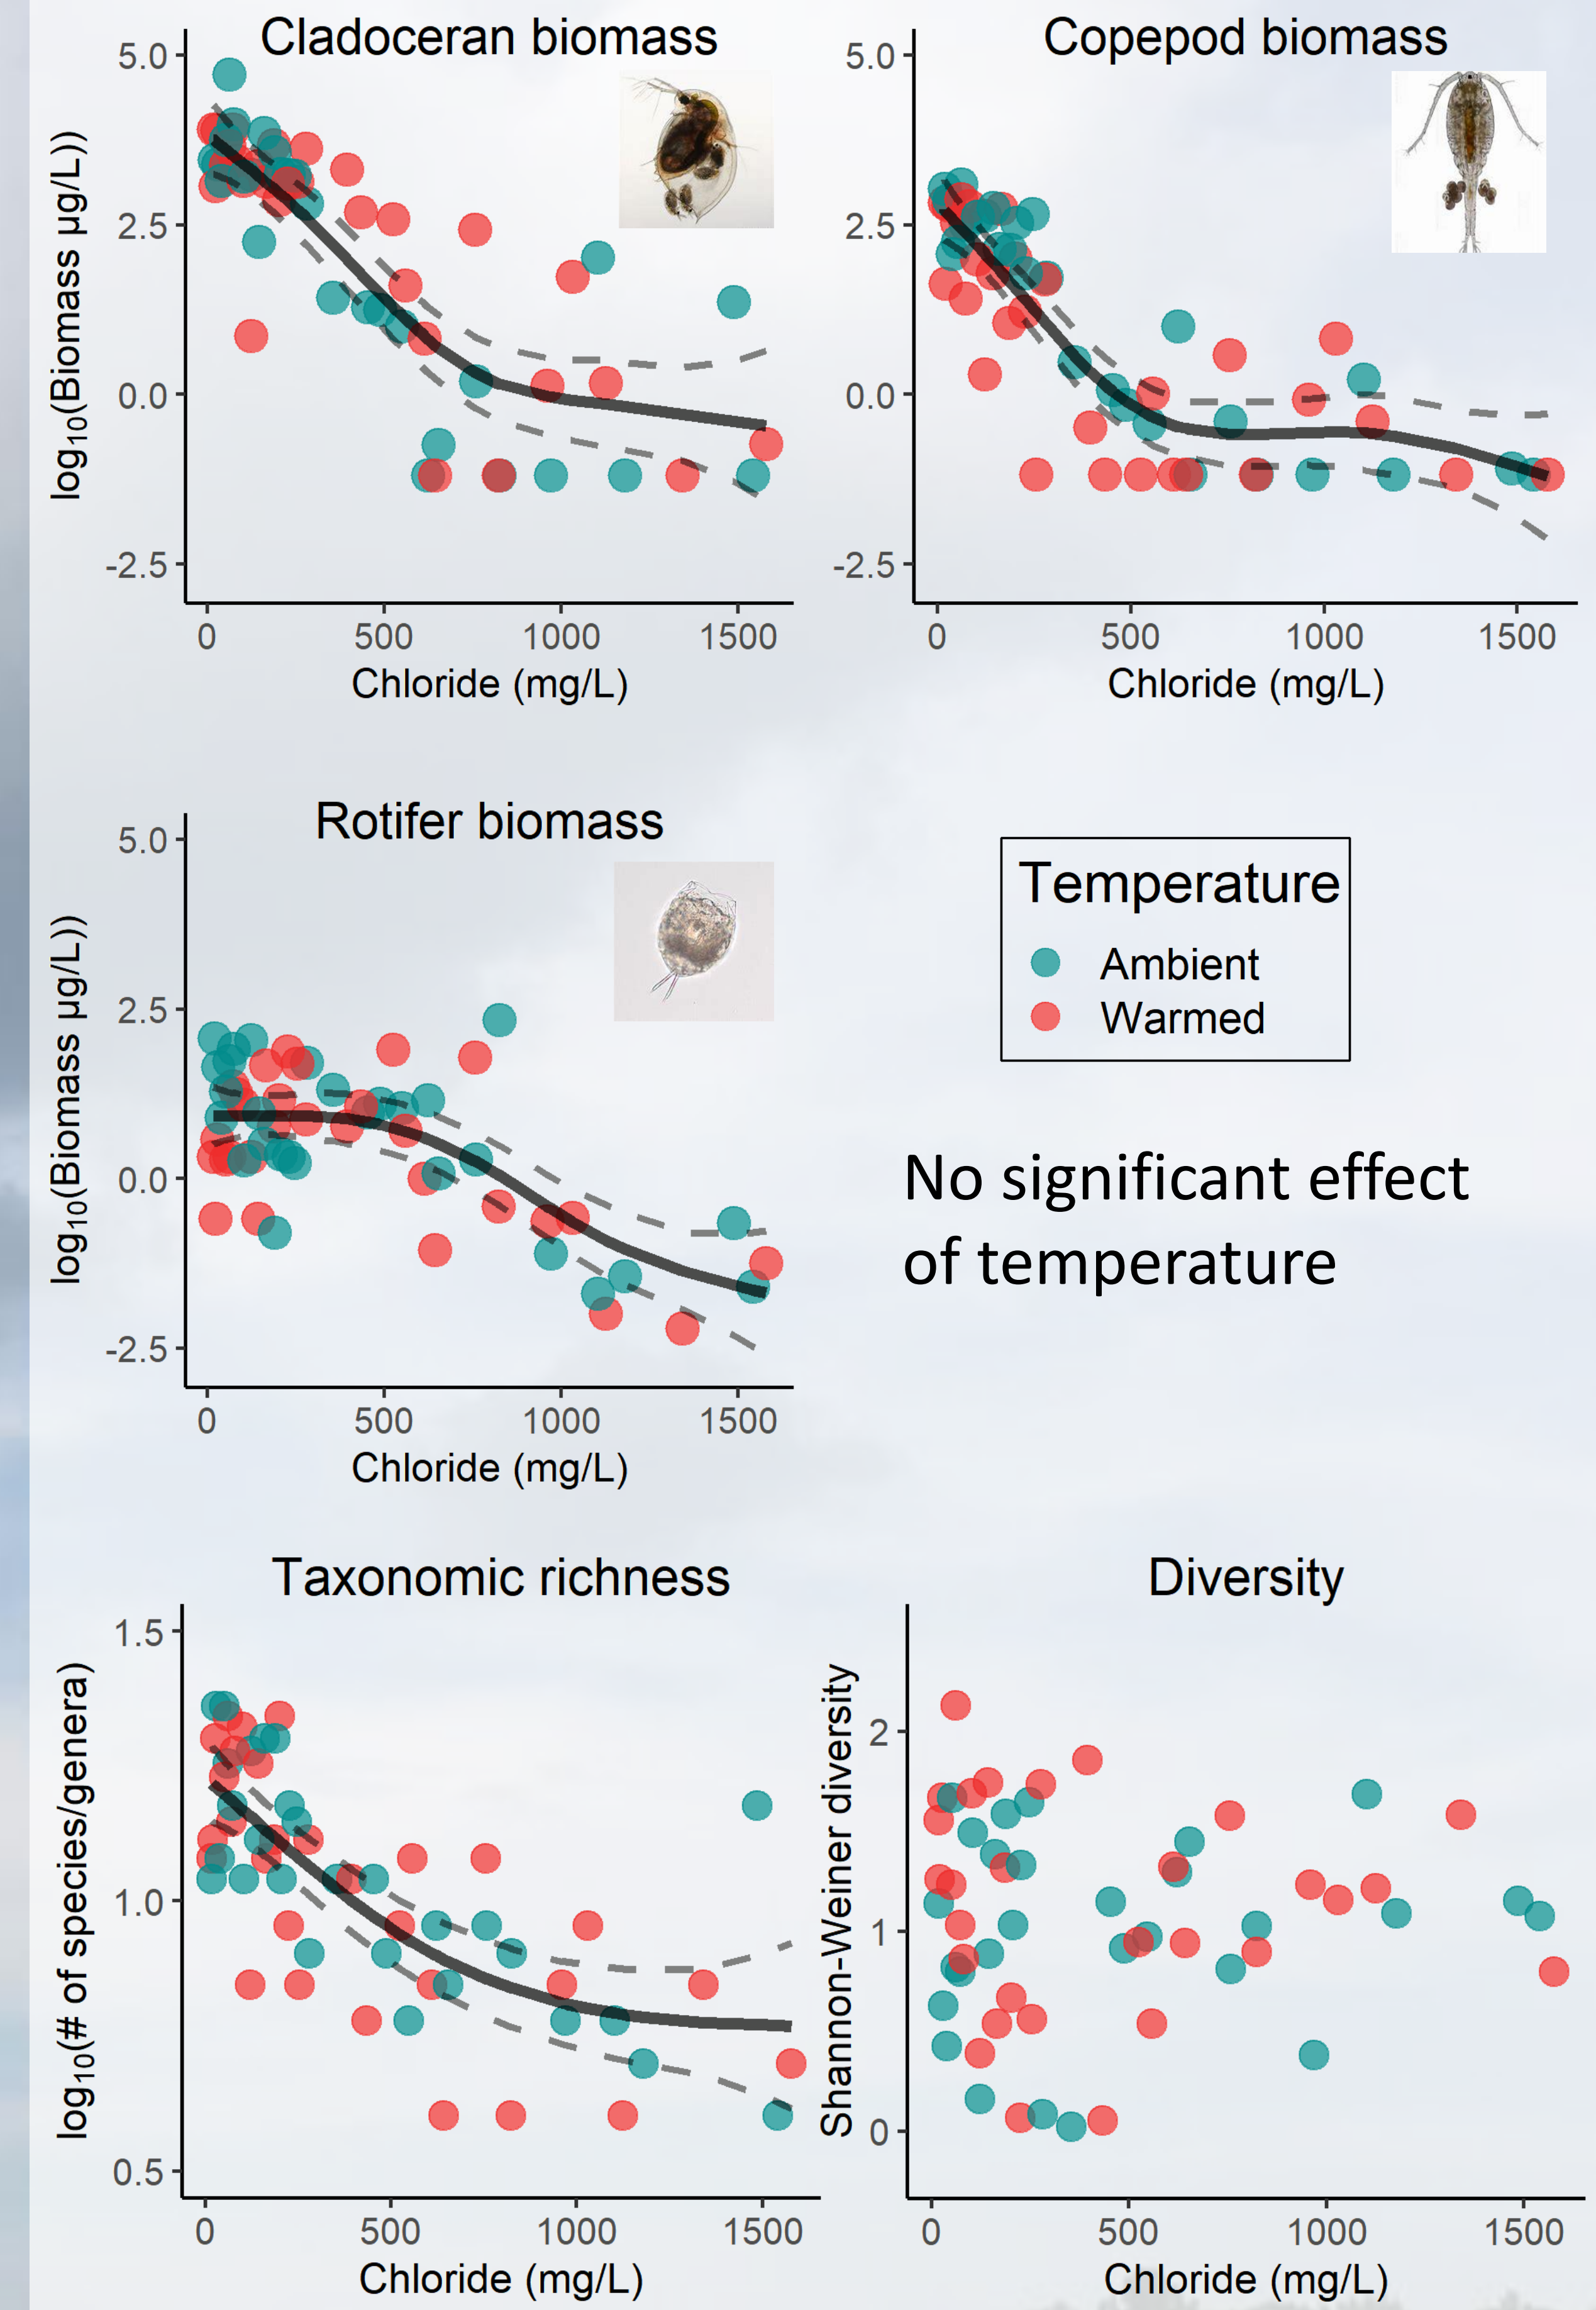 Cladoceran biomass
log10(Biomass µg/L))
5.0
2.5
0.0
-2.5
0 500 1000 1500
Chloride (mg/L)
Copepod biomass
5.0
2.5
0.0
-2.5
0 500 1000 1500
Chloride (mg/L)
Rotifer biomass
log10(Biomass µg/L))
5.0
2.5
0.0
-2.5
0 500 1000 1500
Chloride (mg/L)
Temperature
Ambient
Warmed
No significant effect
of temperature
Taxonomic richness
log10(# of species/genera)
1.5
1.0
0.5
0 500 1000 1500
Chloride (mg/L)
Diversity
Shannon-Weiner diversity
2
1
0
0 500 1000 1500
Chloride (mg/L)